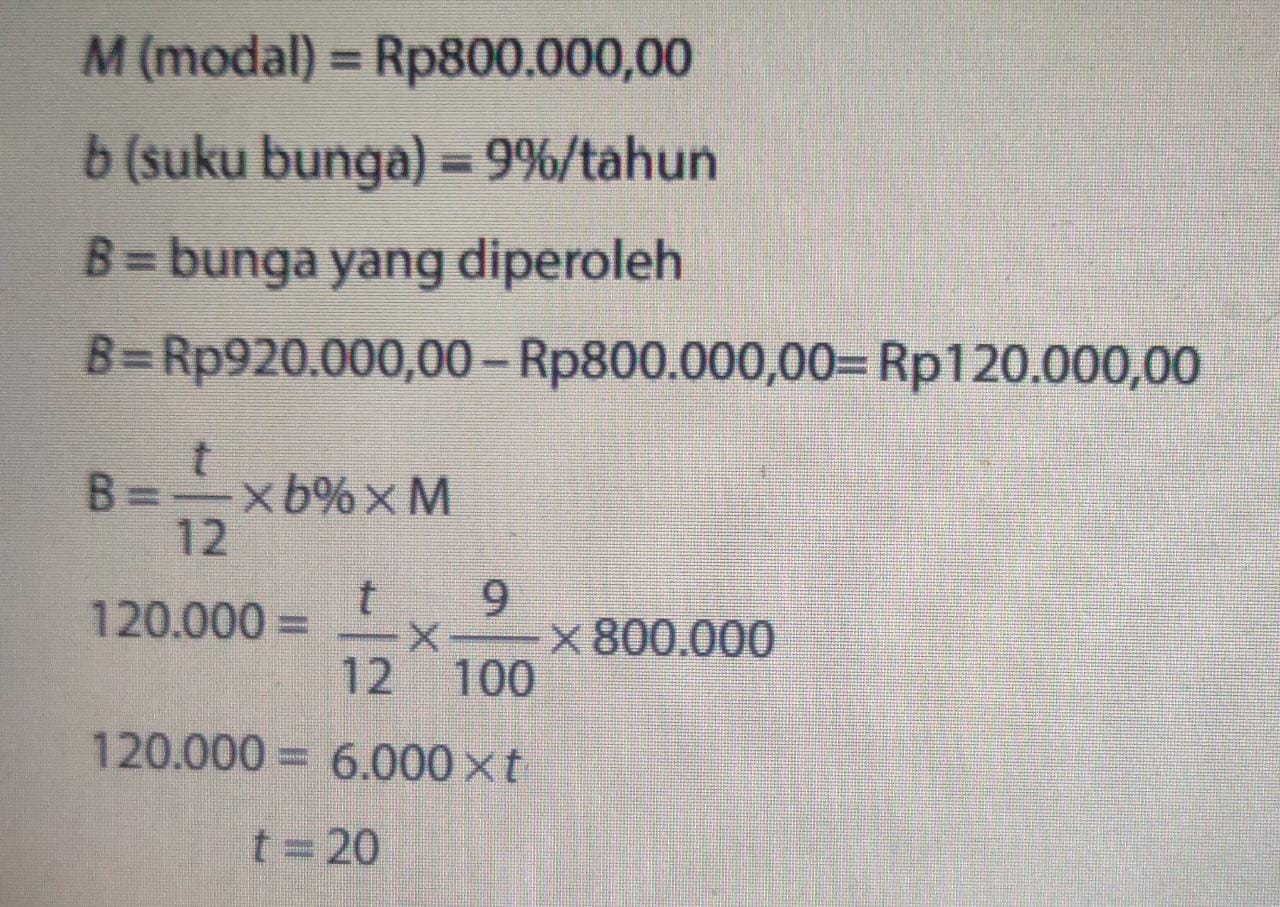 M (modal) = Rp800.000,00
b (suku bunga) = 9%/tahun
B = bunga yang diperoleh
B = Rp920.000,00 – Rp800.000,00= Rp120.000,00
B = t/12 × b% × M
120.000 = t/12 × 9/100 × 800.000
120.000 = 6.000 × t
t = 20